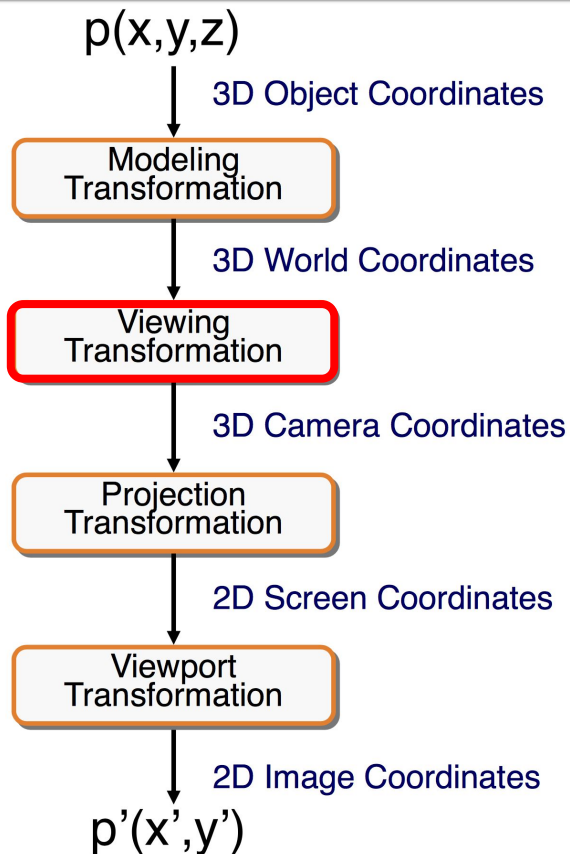 p(x,y,z)
3D Object Coordinates
Modeling
Transformation
3D World Coordinates
Viewing
Transformation
3D Camera Coordinates
Projection
Transformation
2D Screen Coordinates
Viewport
Transformation
2D Image Coordinates
p’(x’,y’)